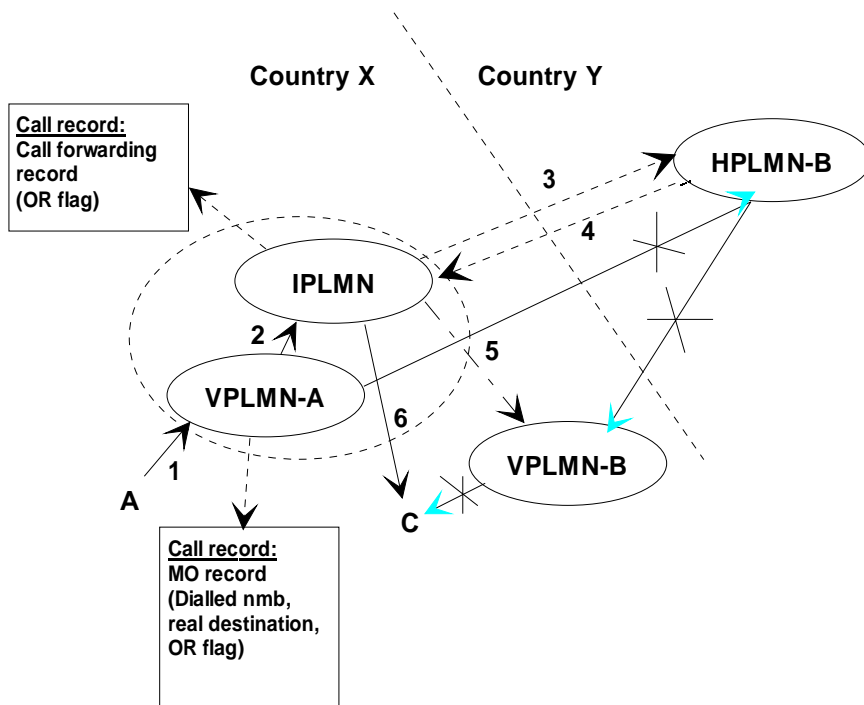 Country X
Country Y
Call record:
Call forwarding
record
(OR flag)
HPLMN-B
3
4
IPLMN
2
5
VPLMN-A
6
VPLMN-B
1
A
C
Call record:
MO record
(Dialled nmb,
real destination,
OR flag)